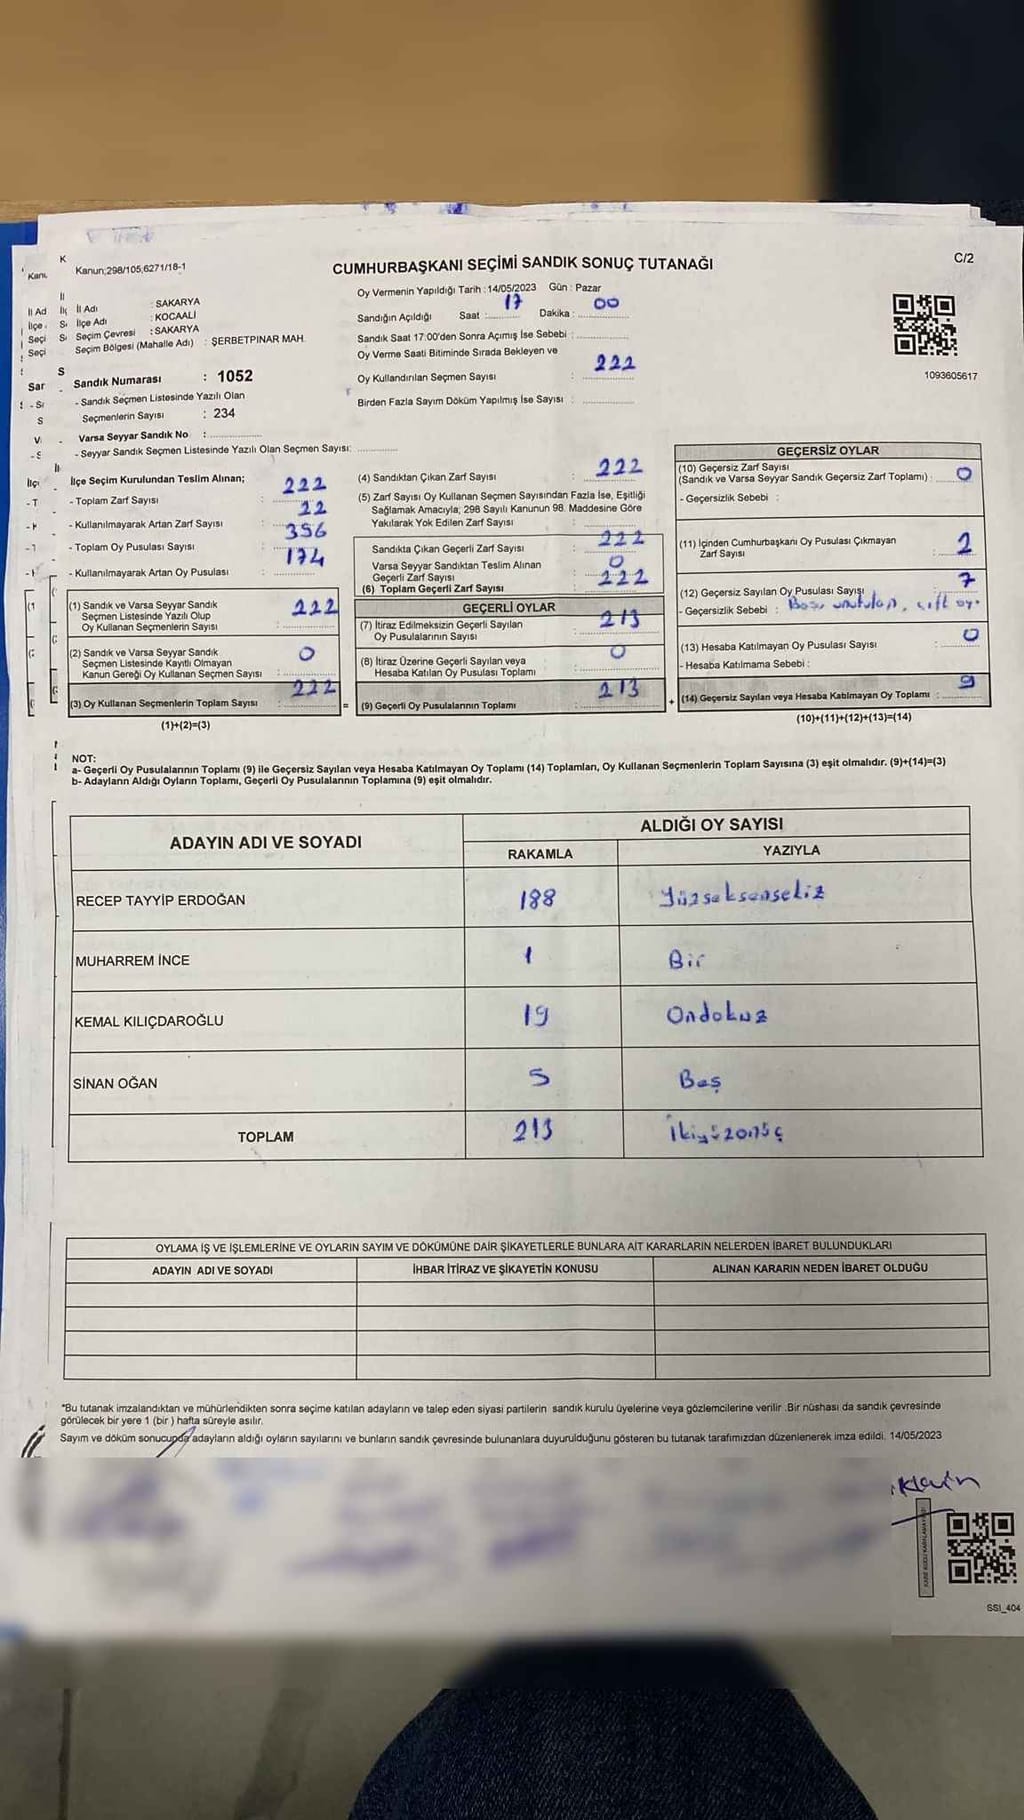 C/2
Kanun;298/105,6271/18-1
CUMHURBAŞKANI SEÇİMİ SANDIK SONUÇ TUTANAĞI
İl Adı : SAKARYA
İlçe Adı : KOCAALİ
Seçim Çevresi : SAKARYA
Seçim Bölgesi (Mahalle Adı) : ŞERBETPINAR MAH.
Sandık Numarası : 1052
- Sandık Seçmen Listesinde Yazılı Olan
Seçmenlerin Sayısı : 234
Varsa Seyyar Sandık No :
- Seyyar Sandık Seçmen Listesinde Yazılı Olan Seçmen Sayısı:
Oy Vermenin Yapıldığı Tarih : 14/05/2023 Gün : Pazar
Sandığın Açıldığı Saat : 17 Dakika : 00
Sandık Saat 17:00'den Sonra Açımış İse Sebebi :
Oy Verme Saati Bitiminde Sırada Bekleyen ve
Oy Kullandırılan Seçmen Sayısı : 222
Birden Fazla Sayım Döküm Yapılmış İse Sayısı :
1093605617
İlçe Seçim Kurulundan Teslim Alınan;
- Toplam Zarf Sayısı : 222
- Kullanılmayarak Artan Zarf Sayısı : 22
- Toplam Oy Pusulası Sayısı : 396
- Kullanılmayarak Artan Oy Pusulası : 174
(1) Sandık ve Varsa Seyyar Sandık
Seçmen Listesinde Yazılı Olup
Oy Kullanan Seçmenlerin Sayısı : 222
(2) Sandık ve Varsa Seyyar Sandık
Seçmen Listesinde Kayıtlı Olmayan
Kanun Gereği Oy Kullanan Seçmen Sayısı : 0
(3) Oy Kullanan Seçmenlerin Toplam Sayısı : 222
(1)+(2)=(3)
(4) Sandıktan Çıkan Zarf Sayısı : 222
(5) Zarf Sayısı Oy Kullanan Seçmen Sayısından Fazla İse, Eşitliği
Sağlamak Amacıyla; 298 Sayılı Kanunun 98. Maddesine Göre
Yakılarak Yok Edilen Zarf Sayısı :
Sandıkta Çıkan Geçerli Zarf Sayısı : 222
Varsa Seyyar Sandıktan Teslim Alınan
Geçerli Zarf Sayısı : 0
(6) Toplam Geçerli Zarf Sayısı : 222
GEÇERLİ OYLAR
(7) İtiraz Edilmeksizin Geçerli Sayılan
Oy Pusulalarının Sayısı : 213
(8) İtiraz Üzerine Geçerli Sayılan veya
Hesaba Katılan Oy Pusulası Toplamı : 0
(9) Geçerli Oy Pusulalarının Toplamı : 213
GEÇERSİZ OYLAR
(10) Geçersiz Zarf Sayısı
(Sandık ve Varsa Seyyar Sandık Geçersiz Zarf Toplamı) : 0
- Geçersizlik Sebebi :
(11) İçinden Cumhurbaşkanı Oy Pusulası Çıkmayan
Zarf Sayısı : 2
(12) Geçersiz Sayılan Oy Pusulası Sayısı : 7
- Geçersizlik Sebebi : Boş unutulan, çift oy.
(13) Hesaba Katılmayan Oy Pusulası Sayısı : 0
- Hesaba Katılmama Sebebi :
(14) Geçersiz Sayılan veya Hesaba Katılmayan Oy Toplamı : 9
(10)+(11)+(12)+(13)=(14)
NOT:
a- Geçerli Oy Pusulalarının Toplamı (9) ile Geçersiz Sayılan veya Hesaba Katılmayan Oy Toplamı (14) Toplamları, Oy Kullanan Seçmenlerin Toplam Sayısına (3) eşit olmalıdır. (9)+(14)=(3)
b- Adayların Aldığı Oyların Toplamı, Geçerli Oy Pusulalarının Toplamına (9) eşit olmalıdır.
ADAYIN ADI VE SOYADI ALDIĞI OY SAYISI
RAKAMLA YAZIYLA
RECEP TAYYİP ERDOĞAN 188 Yüzseksensekiz
MUHARREM İNCE 1 Bir
KEMAL KILIÇDAROĞLU 19 Ondokuz
SİNAN OĞAN 5 Beş
TOPLAM 213 İkiyüzonüç
OYLAMA İŞ VE İŞLEMLERİNE VE OYLARIN SAYIM VE DÖKÜMÜNE DAİR ŞİKAYETLERLE BUNLARA AİT KARARLARIN NELERDEN İBARET BULUNDUKLARI
ADAYIN ADI VE SOYADI İHBAR İTİRAZ VE ŞİKAYETİN KONUSU ALINAN KARARIN NEDEN İBARET OLDUĞU
*Bu tutanak imzalandıktan ve mühürlendikten sonra seçime katılan adayların ve talep eden siyasi partilerin sandık kurulu üyelerine veya gözlemcilerine verilir .Bir nüshası da sandık çevresinde
görülecek bir yere 1 (bir ) hafta süreyle asılır.
Sayım ve döküm sonucunda adayların aldığı oyların sayılarını ve bunların sandık çevresinde bulunanlara duyurulduğunu gösteren bu tutanak tarafımızdan düzenlenerek imza edildi. 14/05/2023
SSI_404